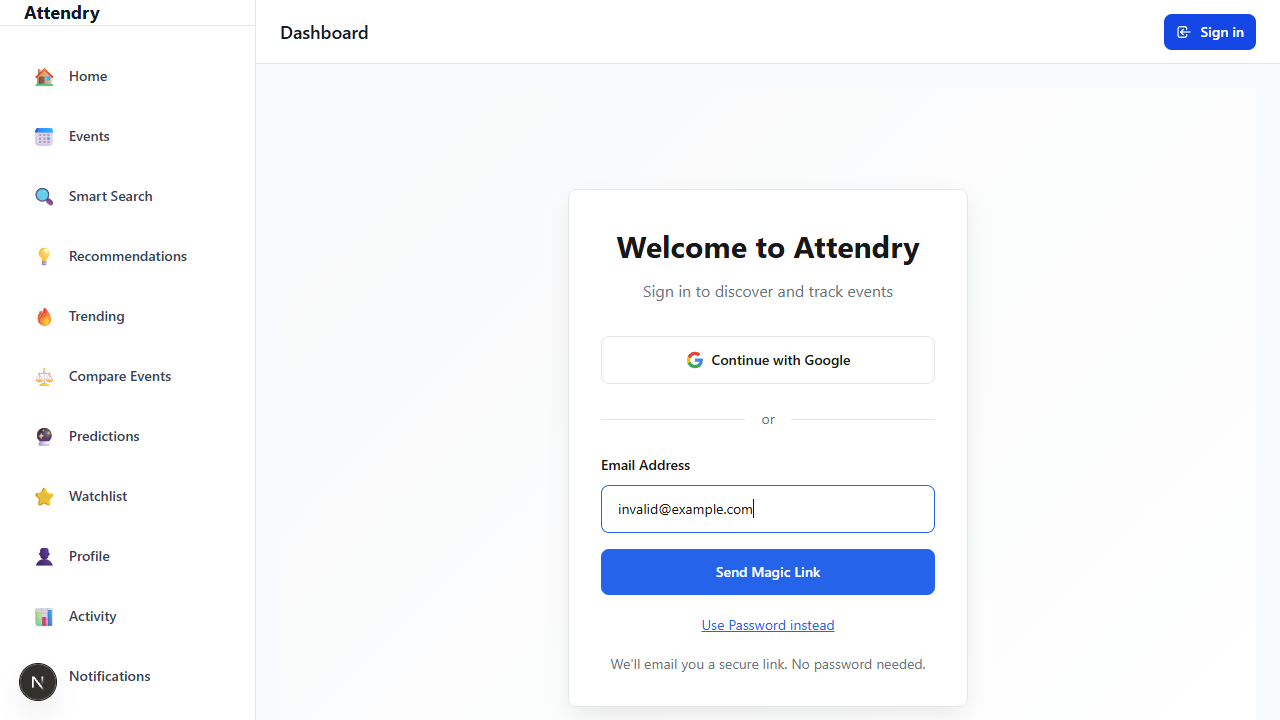 Attendry
Home
Events
Smart Search
Recommendations
Trending
Compare Events
Predictions
Watchlist
Profile
Activity
Notifications
N
Dashboard
Sign in
Welcome to Attendry
Sign in to discover and track events
Continue with Google
or
Email Address
invalid@example.com
Send Magic Link
Use Password instead
We'll email you a secure link. No password needed.